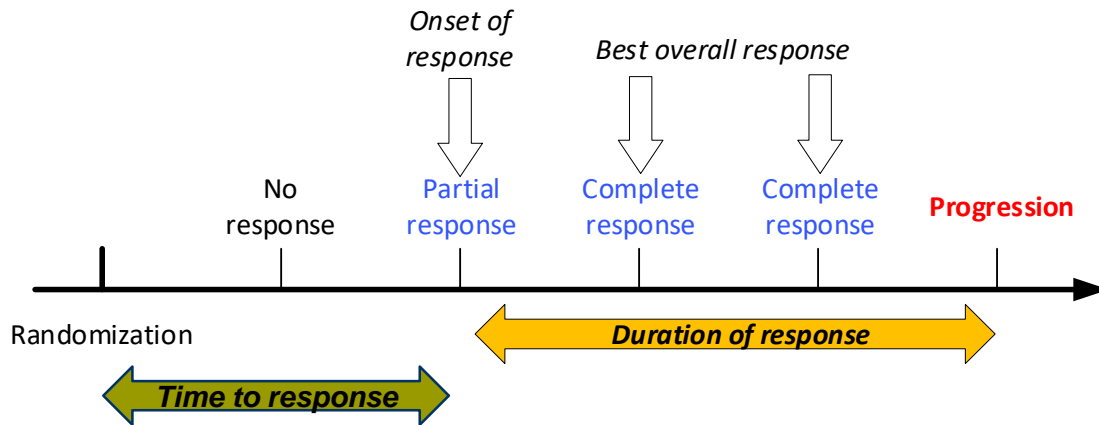 Onset of
response
Best overall response
No
response
Partial
response
Complete
response
Complete
response
Progression
Randomization
Duration of response
Time to response